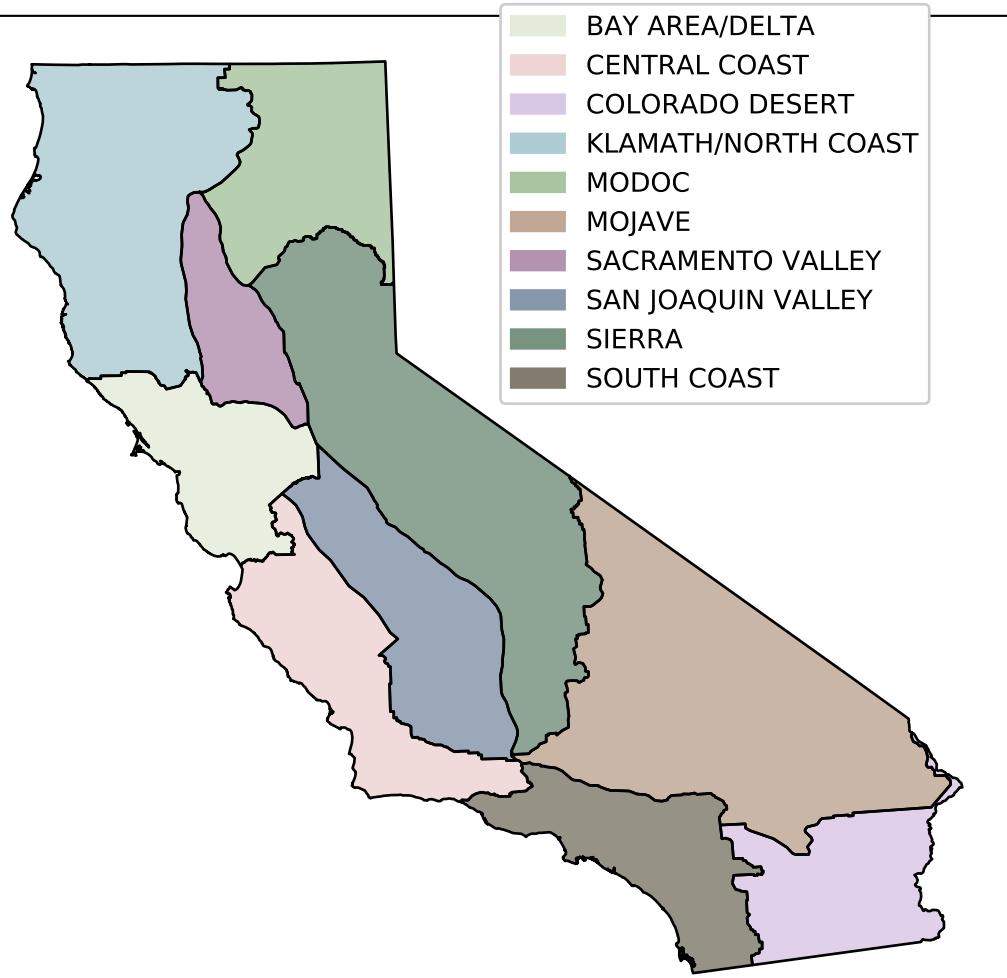 BAY AREA/DELTA
CENTRAL COAST
COLORADO DESERT
KLAMATH/NORTH COAST
MODOC
MOJAVE
SACRAMENTO VALLEY
SAN JOAQUIN VALLEY
SIERRA
SOUTH COAST